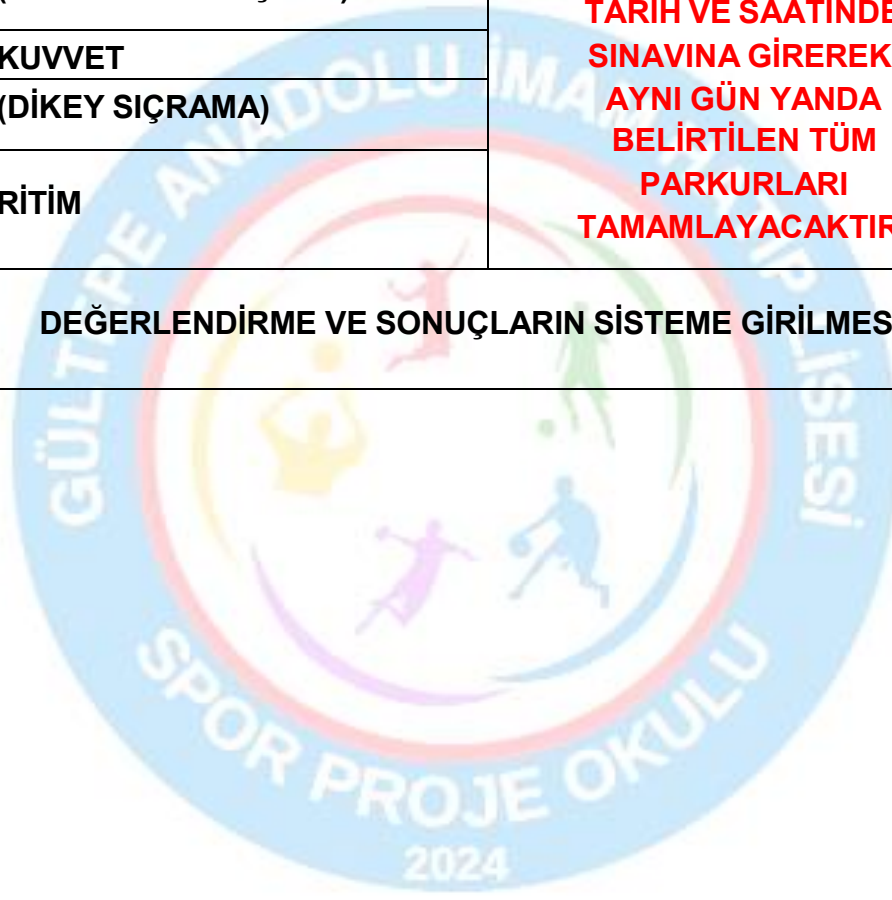 TARİH VE SAATİNDE
KUVVET
SINAVINA GİREREK
(DİKEY SIÇRAMA)
AYNI GÜN YANDA
BELİRTİLEN TÜM
RİTİM
PARKURLARI
TAMAMLAYACAKTIR
DEĞERLENDİRME VE SONUÇLARIN SİSTEME GİRİLMES
GÜLTEPE ANADOLU İMAM HATİP LİSESİ
SPOR PROJE OKULU
2024